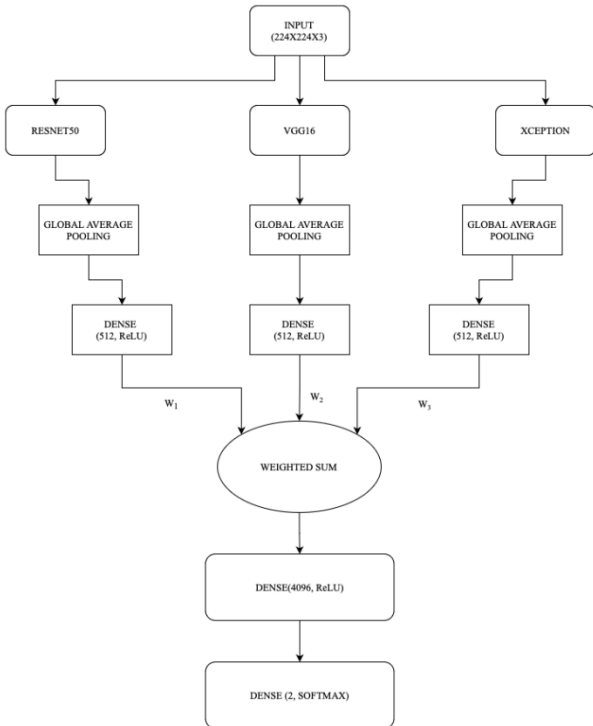 INPUT
(224X224X3)
RESNET50
VGG16
XCEPTION
GLOBAL AVERAGE
POOLING
GLOBAL AVERAGE
POOLING
GLOBAL AVERAGE
POOLING
DENSE
(512, ReLU)
DENSE
(512, ReLU)
DENSE
(512, ReLU)
W₁
W₂
W₃
WEIGHTED SUM
DENSE(4096, ReLU)
DENSE (2, SOFTMAX)